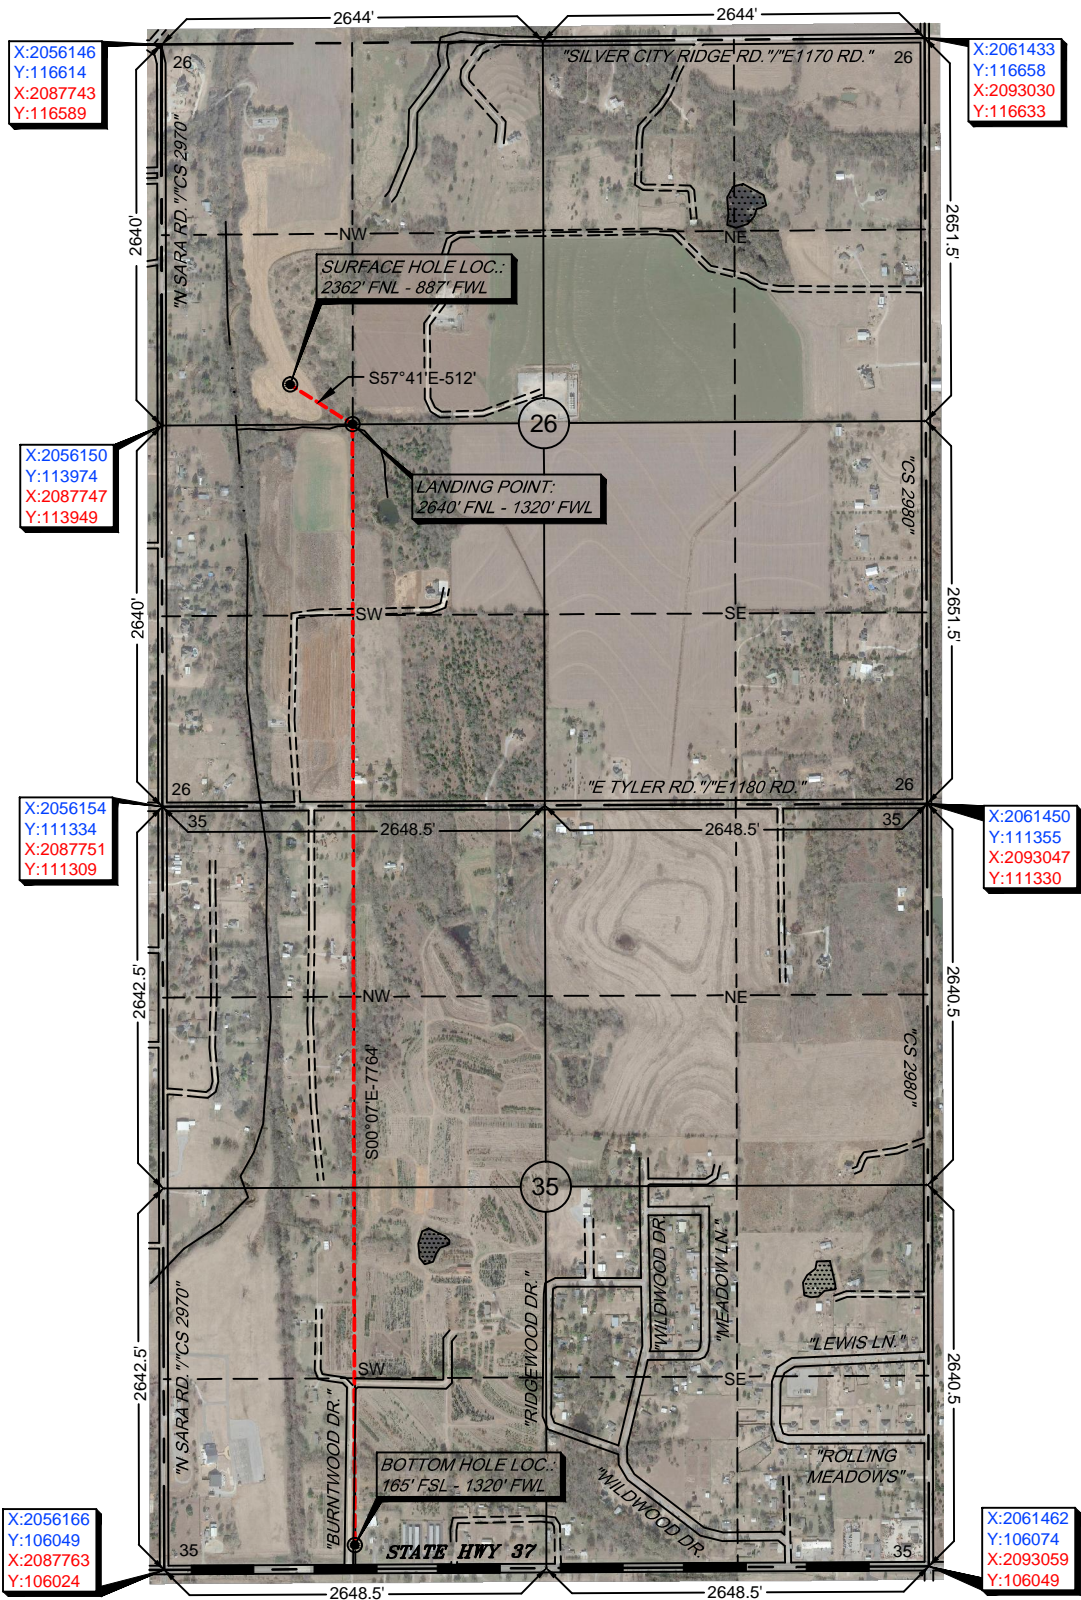 2644'
2644'
X:2056146
Y:116614
X:2087743
Y:116589
X:2061433
Y:116658
X:2093030
Y:116633
26
"SILVER CITY RIDGE RD."/"E1170 RD."
26
"N SARA RD."/"CS 2970"
2640'
2651.5'
NW
NE
SURFACE HOLE LOC.:
2362' FNL - 887' FWL
S57°41'E-512'
26
X:2056150
Y:113974
X:2087747
Y:113949
LANDING POINT:
2640' FNL - 1320' FWL
"CS 2980"
2640'
2651.5'
SW
SE
26
"E TYLER RD."/"E1180 RD."
26
X:2056154
Y:111334
X:2087751
Y:111309
X:2061450
Y:111355
X:2093047
Y:111330
35
2648.5'
2648.5'
35
2642.5'
2640.5
NW
NE
"CS 2980"
S00°07'E-7764'
35
"WILDWOOD DR."
"MEADOW LN."
"RIDGEWOOD DR."
"N SARA RD."/"CS 2970"
2642.5'
2640.5
"LEWIS LN."
SW
SE
"BURNTWOOD DR."
"ROLLING
MEADOWS"
BOTTOM HOLE LOC.:
165' FSL - 1320' FWL
"WILDWOOD DR."
X:2056166
Y:106049
X:2087763
Y:106024
X:2061462
Y:106074
X:2093059
Y:106049
35
STATE HWY 37
35
2648.5'
2648.5'